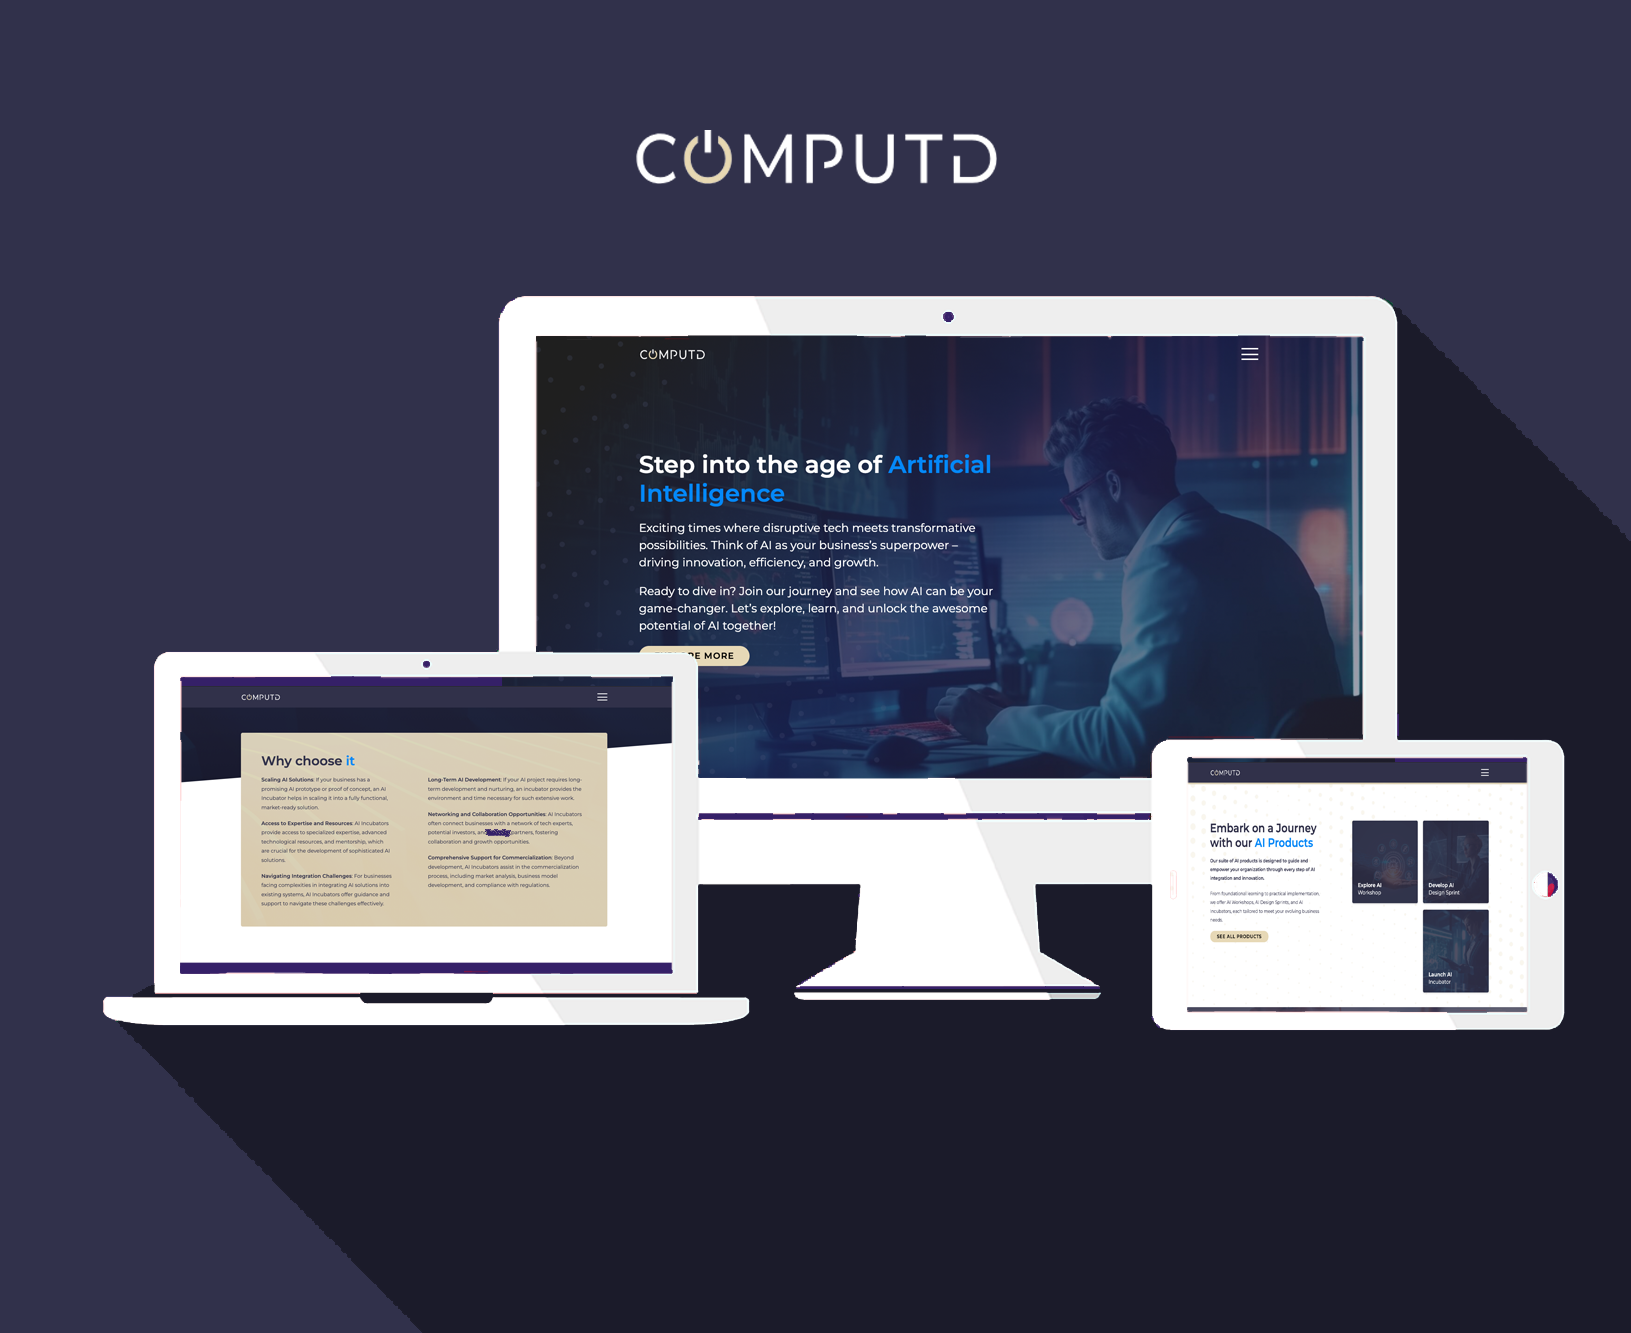 COMPUTD
COMPUTD
Step into the age of Artificial
Intelligence
Exciting times where disruptive tech meets transformative
possibilities. Think of AI as your business's superpower –
driving innovation, efficiency, and growth.
Ready to dive in? Join our journey and see how AI can be your
game-changer. Let's explore, learn, and unlock the awesome
potential of AI together!
RE MORE
COMPUTD
Why choose it
Scaling AI Solutions: If your business has a
promising AI prototype or proof of concept, an AI
Incubator helps in scaling it into a fully functional,
market-ready solution.
Access to Expertise and Resources: AI Incubators
provide access to specialized expertise, advanced
technological resources, and mentorship, which
are crucial for the development of sophisticated AI
solutions.
Navigating Integration Challenges: For businesses
facing complexities in integrating AI solutions into
existing systems, AI Incubators offer guidance and
support to navigate these challenges effectively.
Long-Term AI Development: If your AI project requires long-
term development and nurturing, an incubator provides the
environment and time necessary for such extensive work.
Networking and Collaboration Opportunities: AI incubators
often connect businesses with a network of tech experts,
potential investors, and partners, fostering
collaboration and growth opportunities.
Comprehensive Support for Commercialization: Beyond
development, AI Incubators assist in the commercialization
process, including market analysis, business model
development, and compliance with regulations.
COMPUTD
Embark on a Journey
with our AI Products
Our suite of AI products is designed to guide and
empower your organization through every step of AI
integration and innovation.
From foundational learning to practical implementation,
we offer AI Workshops, AI Design Sprints, and AI
Incubators, each tailored to meet your evolving business
needs.
SEE ALL PRODUCTS
Explore AI
Workshop
Develop AI
Design Sprint
Launch AI
Incubator